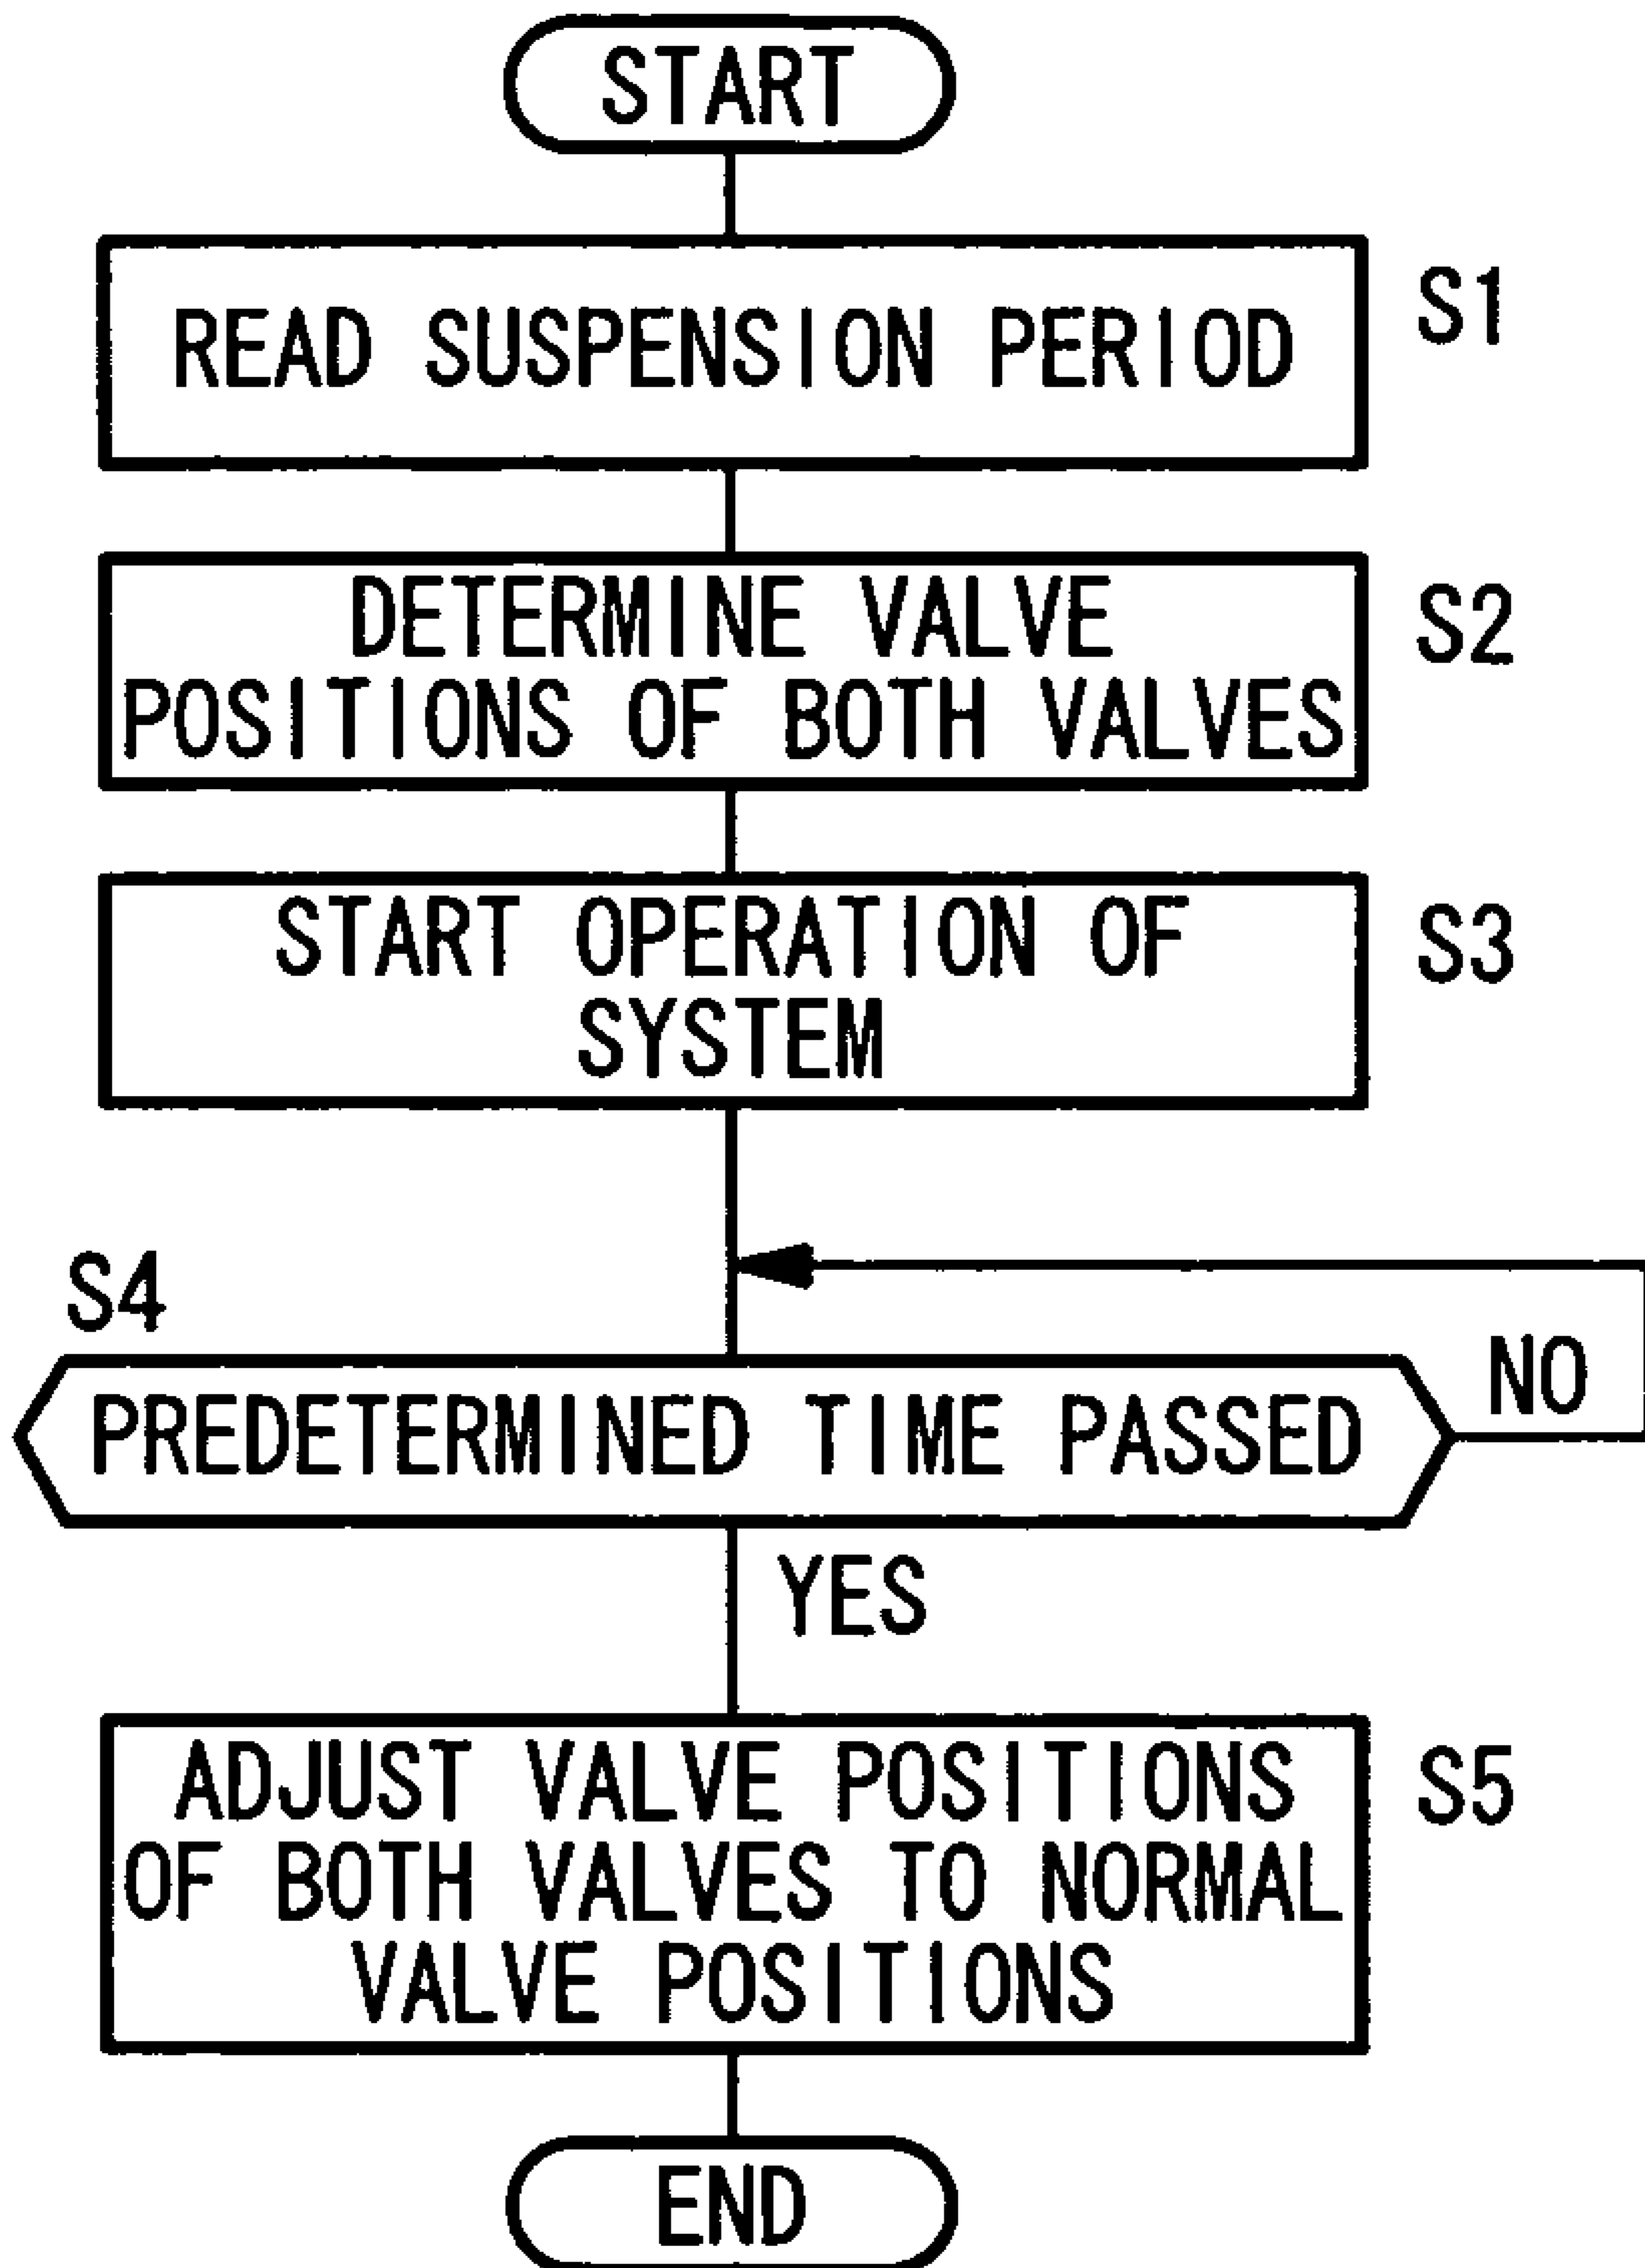 START
READ SUSPENSION PERIOD
S1
DETERMINE VALVE
POSITIONS OF BOTH VALVES
S2
START OPERATION OF
SYSTEM
S3
S4
PREDETERMINED TIME PASSED
NO
YES
ADJUST VALVE POSITIONS
OF BOTH VALVES TO NORMAL
VALVE POSITIONS
S5
END